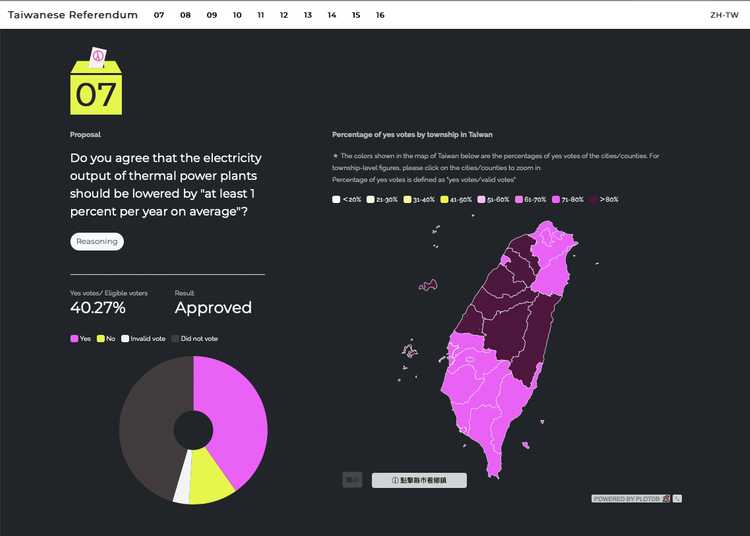 Taiwanese Referendum 07 08 09 10 11 12 13 14 15 16 ZH-TW
07
Proposal
Do you agree that the electricity
output of thermal power plants
should be lowered by "at least 1
percent per year on average"?
Reasoning
Yes votes/ Eligible voters Result
40.27% Approved
Yes No Invalid vote Did not vote
Percentage of yes votes by township in Taiwan
★ The colors shown in the map of Taiwan below are the percentages of yes votes of the cities/counties. For
township-level figures, please click on the cities/counties to zoom in.
Percentage of yes votes is defined as "yes votes/valid votes"
<20% 21-30% 31-40% 41-50% 51-60% 61-70% 71-80% >80%
點擊縣市看鄉鎮
POWERED BY PLOTDB